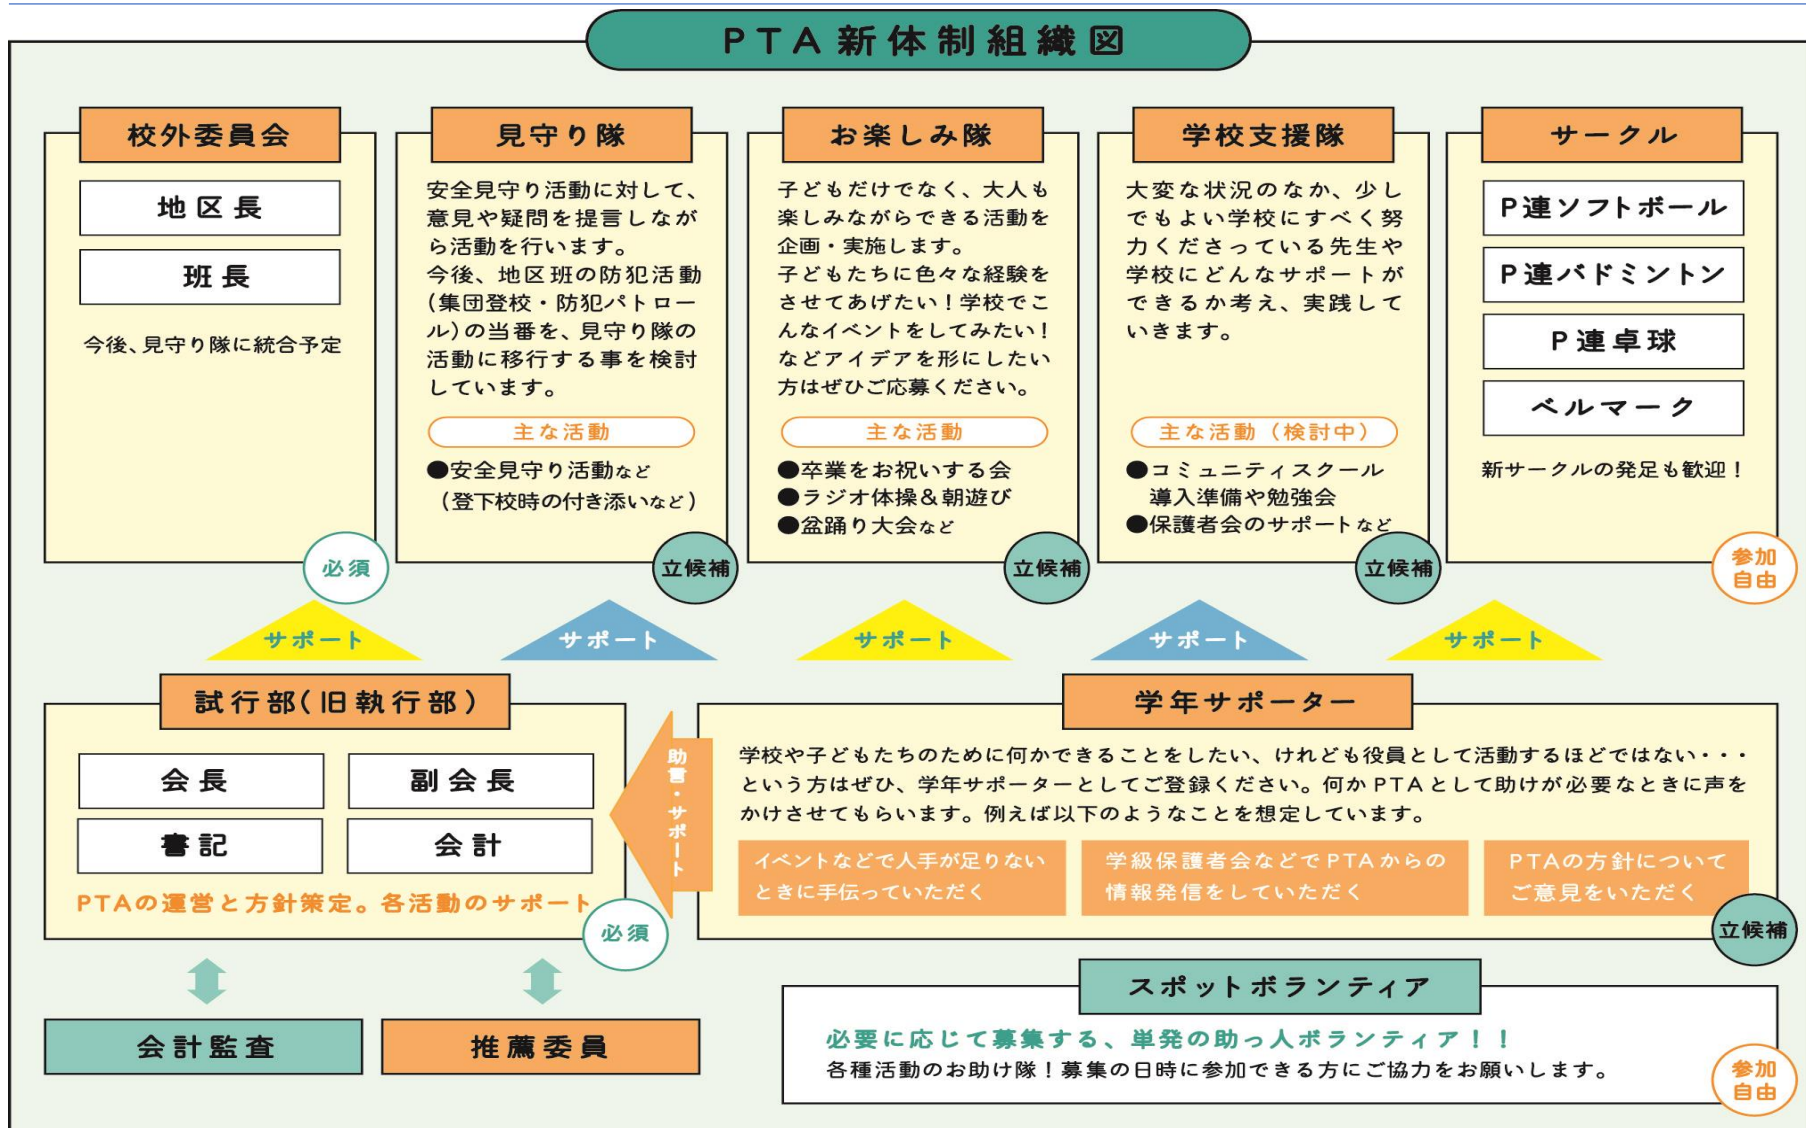 PTA新体制組織図
校外委員会
地区長
班長
今後、見守り隊に統合予定
必須
見守り隊
安全見守り活動に対して、
意見や疑問を提言しなが
ら活動を行います。
今後、地区班の防犯活動
(集団登校・防犯パトロー
ル)の当番を、見守り隊の
活動に移行する事を検討
しています。
主な活動
●安全見守り活動など
(登下校時の付き添いなど)
立候補
お楽しみ隊
子どもだけでなく、大人も
楽しみながらできる活動を
企画・実施します。
子どもたちに色々な経験を
させてあげたい!学校でこ
んなイベントをしてみたい!
などアイデアを形にしたい
方はぜひご応募ください。
主な活動
●卒業をお祝いする会
●ラジオ体操&朝遊び
●盆踊り大会など
立候補
学校支援隊
大変な状況のなか、少し
でもよい学校にすべく努
力くださっている先生や
学校にどんなサポートが
できるか考え、実践して
いきます。
主な活動(検討中)
●コミュニティスクール
導入準備や勉強会
●保護者会のサポートなど
立候補
サークル
P連ソフトボール
P連バドミントン
P連卓球
ベルマーク
新サークルの発足も歓迎!
参加
自由
サポート
サポート
サポート
サポート
サポート
試行部(旧執行部)
会長
副会長
書記
会計
PTAの運営と方針策定。各活動のサポート
必須
助言・サポート
学年サポーター
学校や子どもたちのために何かできることをしたい、けれども役員として活動するほどではない・・・
という方はぜひ、学年サポーターとしてご登録ください。何かPTAとして助けが必要なときに声を
かけさせてもらいます。例えば以下のようなことを想定しています。
イベントなどで人手が足りない
ときに手伝っていただく
学級保護者会などでPTAからの
情報発信をしていただく
PTAの方針について
ご意見をいただく
立候補
会計監査
推薦委員
スポットボランティア
必要に応じて募集する、単発の助っ人ボランティア!!
各種活動のお助け隊!募集の日時に参加できる方にご協力をお願いします。
参加
自由